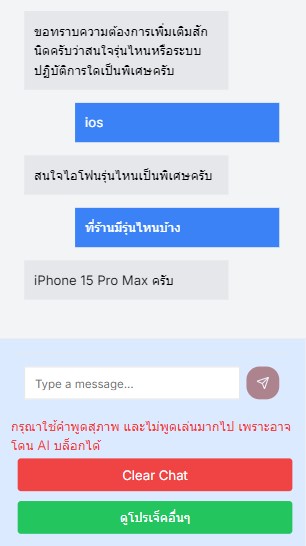 ขอทราบความต้องการเพิ่มเติมสัก
นิดครับว่าสนใจรุ่นไหนหรือระบบ
ปฏิบัติการใดเป็นพิเศษครับ
ios
สนใจไอโฟนรุ่นไหนเป็นพิเศษครับ
ที่ร้านมีรุ่นไหนบ้าง
iPhone 15 Pro Max ครับ
Type a message...
กรุณาใช้คำพูดสุภาพ และไม่พูดเล่นมากไป เพราะอาจ
โดน AI บล็อกได้
Clear Chat
ดูโปรเจ็คอื่นๆ